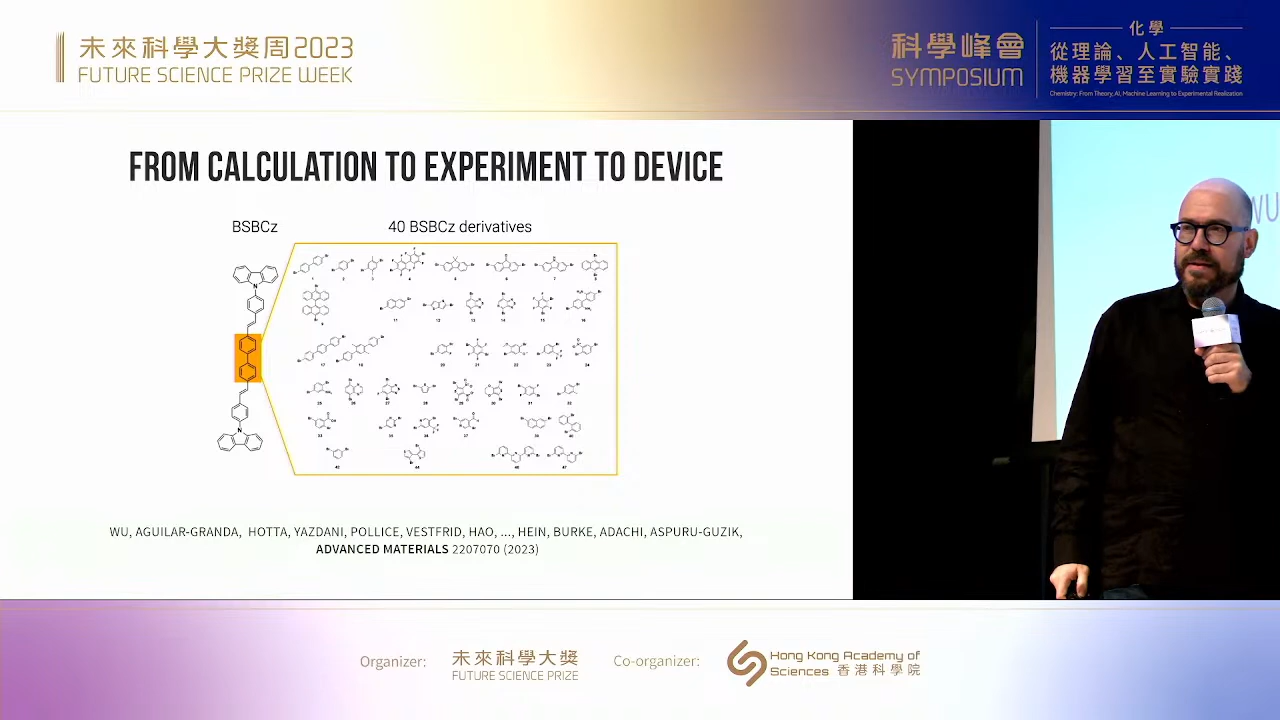 未來科學大獎周2023
FUTURE SCIENCE PRIZE WEEK
科學峰會
SYMPOSIUM
化學
從理論、人工智能、
機器學習至實驗實踐
Chemistry: From Theory, AI, Machine Learning to Experimental Realization
FROM CALCULATION TO EXPERIMENT TO DEVICE
BSBCz
40 BSBCz derivatives
N
N
WU, AGUILAR-GRANDA, HOTTA, YAZDANI, POLLICE, VESTFRID, HAO, ..., HEIN, BURKE, ADACHI, ASPURU-GUZIK,
ADVANCED MATERIALS 2207070 (2023)
WU
Organizer:
未來科學大獎
FUTURE SCIENCE PRIZE
Co-organizer:
Hong Kong Academy of
Sciences 香港科學院